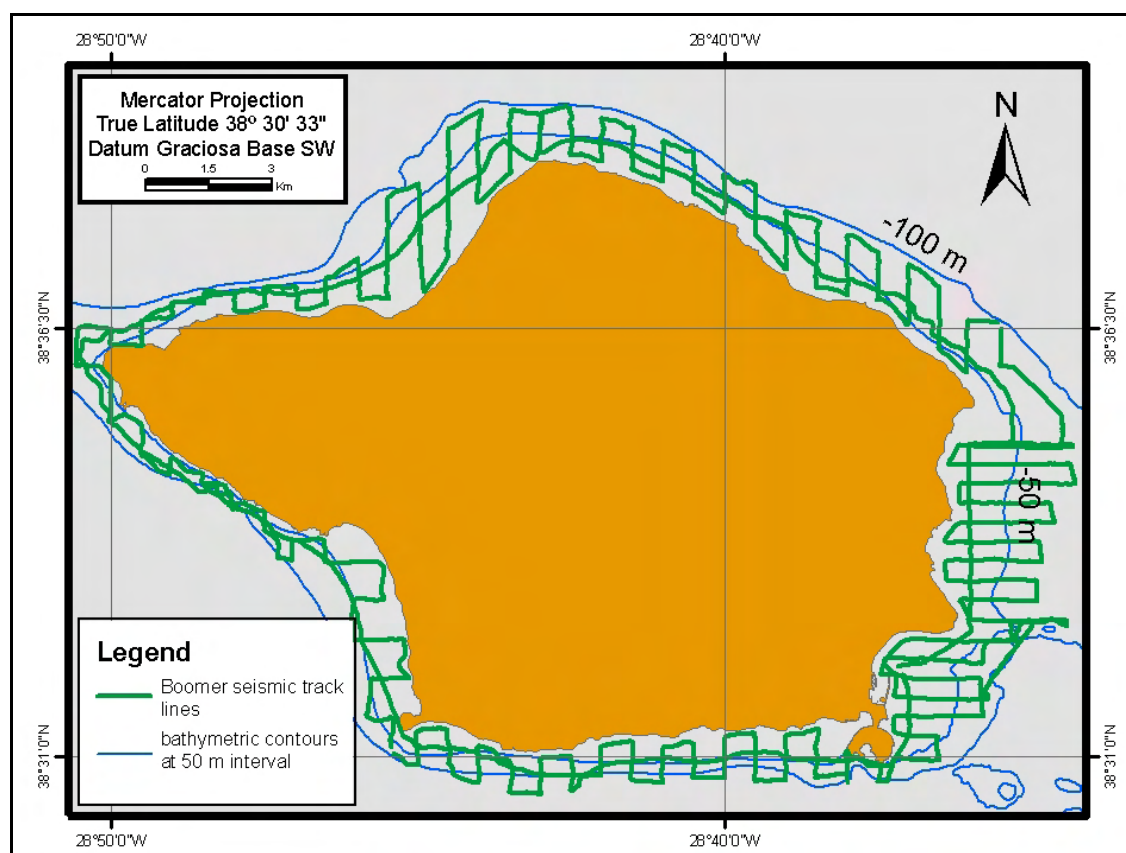 28°50'0"W
28°40'0"W
Mercator Projection
True Latitude 38º 30' 33"
Datum Graciosa Base SW
0 1.5 3
Km
N
-100 m
38°36'30"N
38°36'30"N
-50 m
Legend
Boomer seismic track
lines
bathymetric contours
at 50 m interval
38°31'0"N
38°31'0"N
28°50'0"W
28°40'0"W